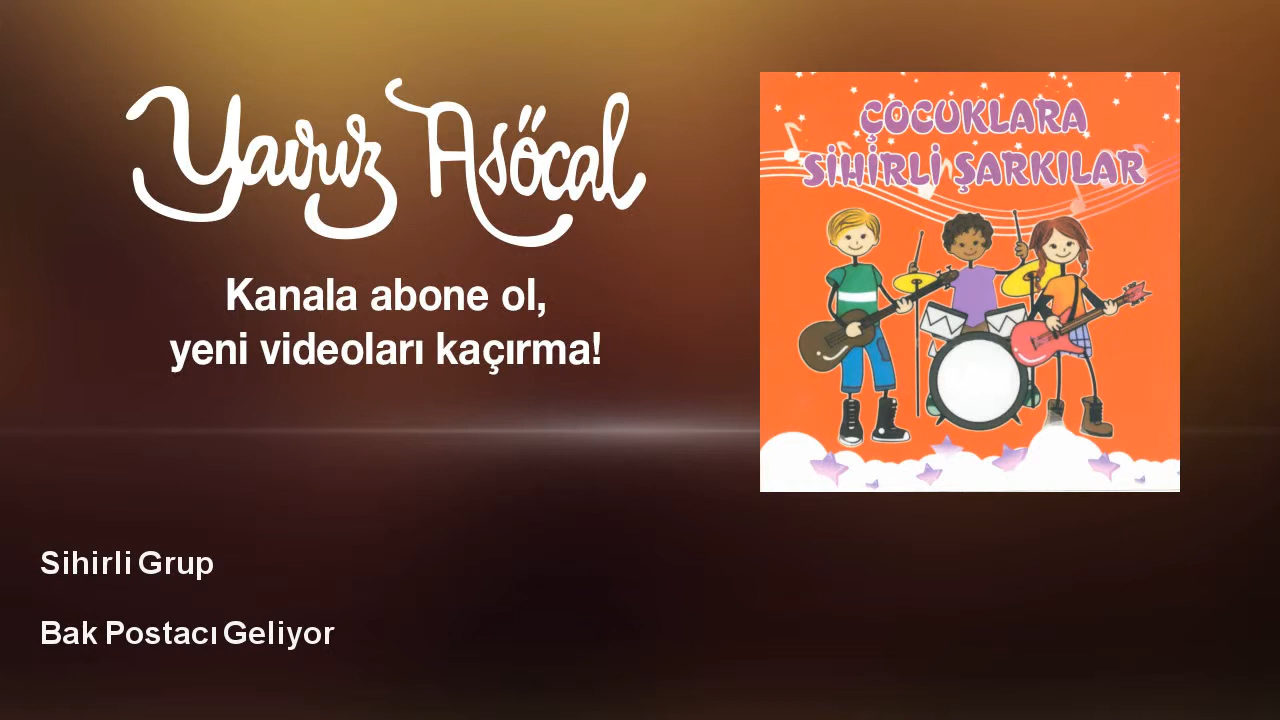 Yavuz Asöcal
Kanala abone ol,
yeni videoları kaçırma!
ÇOCUKLARA
SİHİRLİ ŞARKILAR
Sihirli Grup
Bak Postacı Geliyor